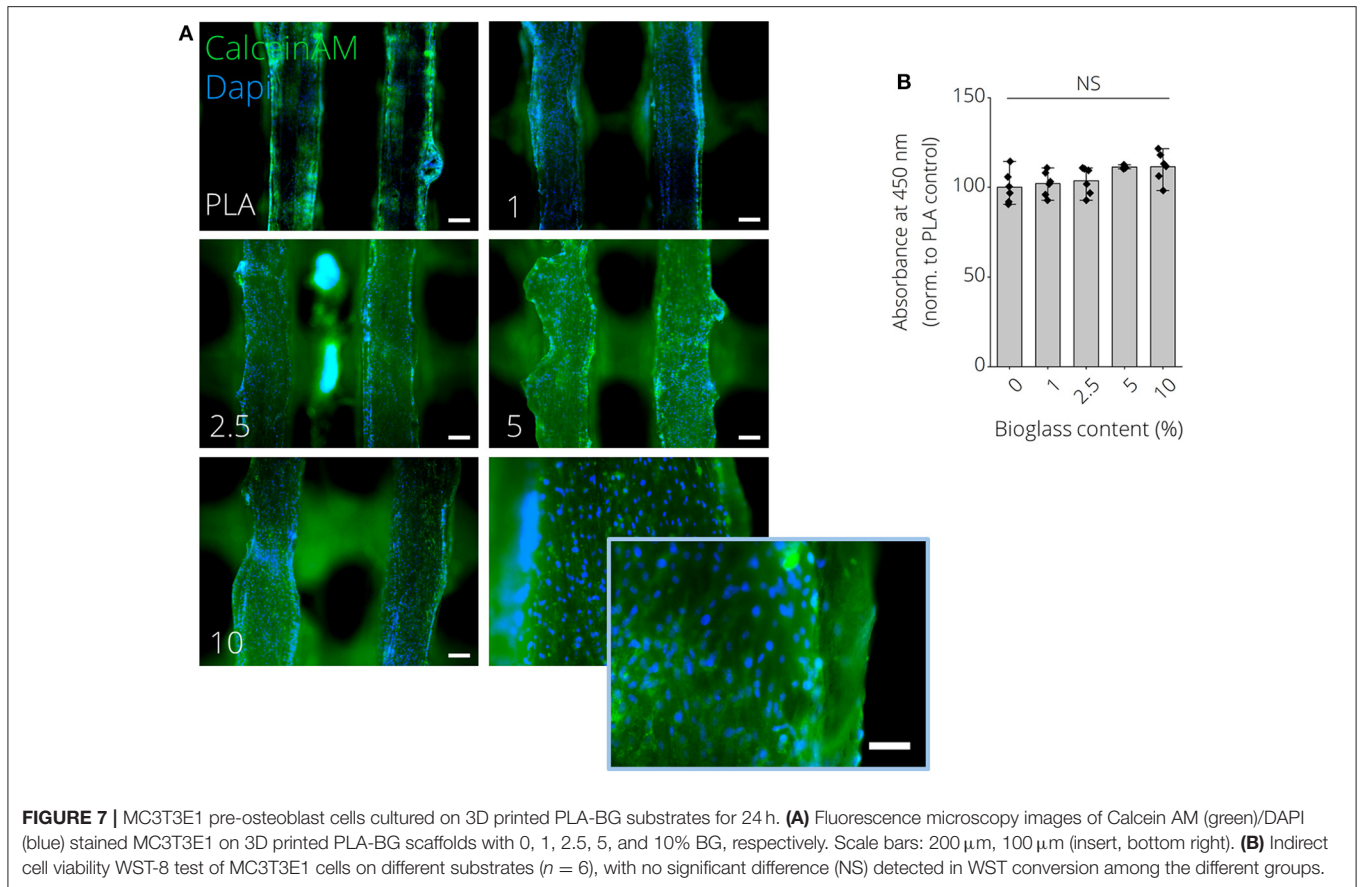 A
CalceinAM
Dapi
PLA
1
2.5
5
10
B
NS
150
100
50
0
Absorbance at 450 nm
(norm. to PLA control)
0
1
2.5
5
10
Bioglass content (%)
FIGURE 7 | MC3T3E1 pre-osteoblast cells cultured on 3D printed PLA-BG substrates for 24 h. (A) Fluorescence microscopy images of Calcein AM (green)/DAPI
(blue) stained MC3T3E1 on 3D printed PLA-BG scaffolds with 0, 1, 2.5, 5, and 10% BG, respectively. Scale bars: 200 μm, 100 μm (insert, bottom right). (B) Indirect
cell viability WST-8 test of MC3T3E1 cells on different substrates (n = 6), with no significant difference (NS) detected in WST conversion among the different groups.